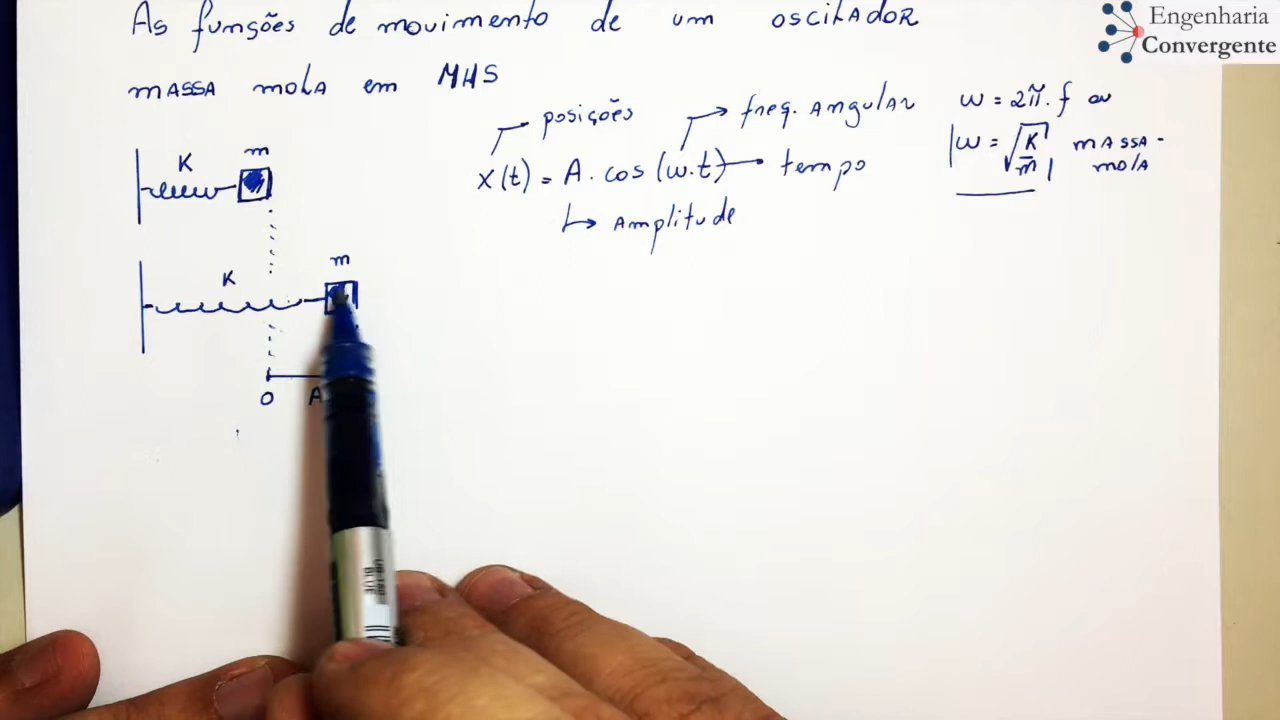 Engenharia
Convergente
As funções de movimento de um oscilador
massa mola em MHS
posições
freq. angular
w = 2π.f ou
w = √K/m massa-
mola
x(t) = A.cos(w.t)
tempo
Amplitude
K
m
K
m
O
A